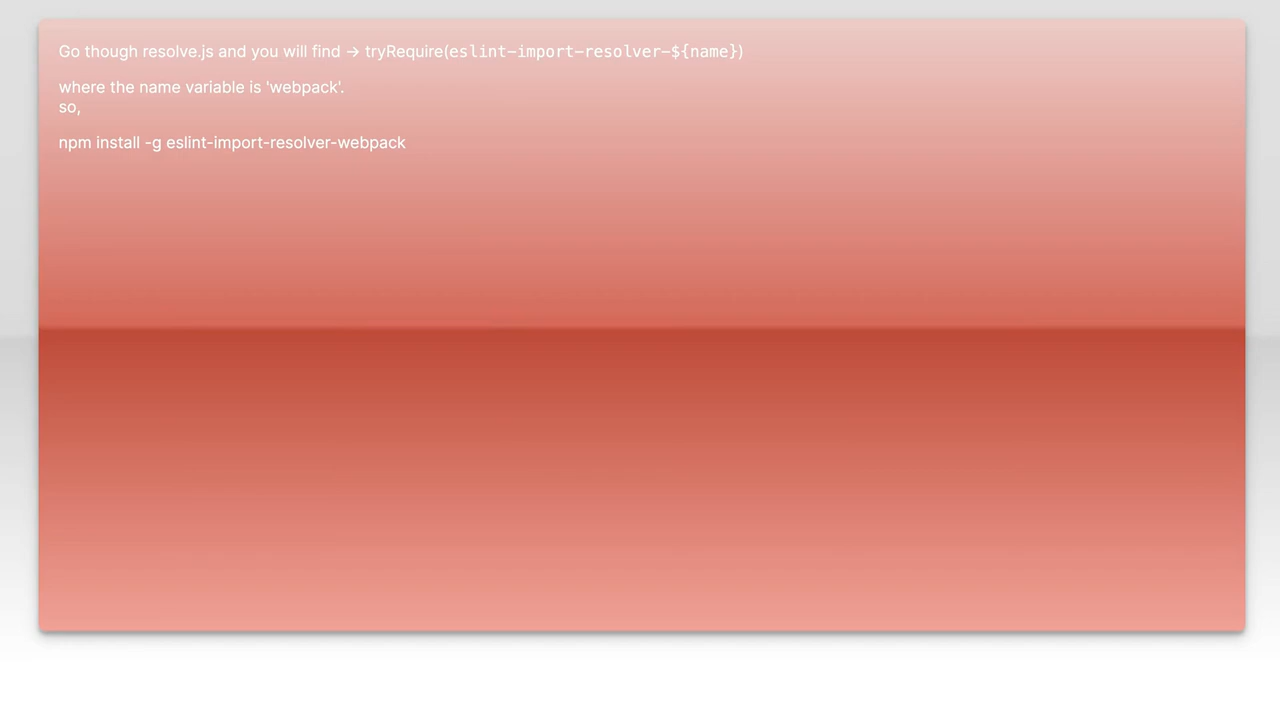 Go though resolve.js and you will find → tryRequire(eslint-import-resolver-${name})
where the name variable is 'webpack'.
so,
npm install -g eslint-import-resolver-webpack